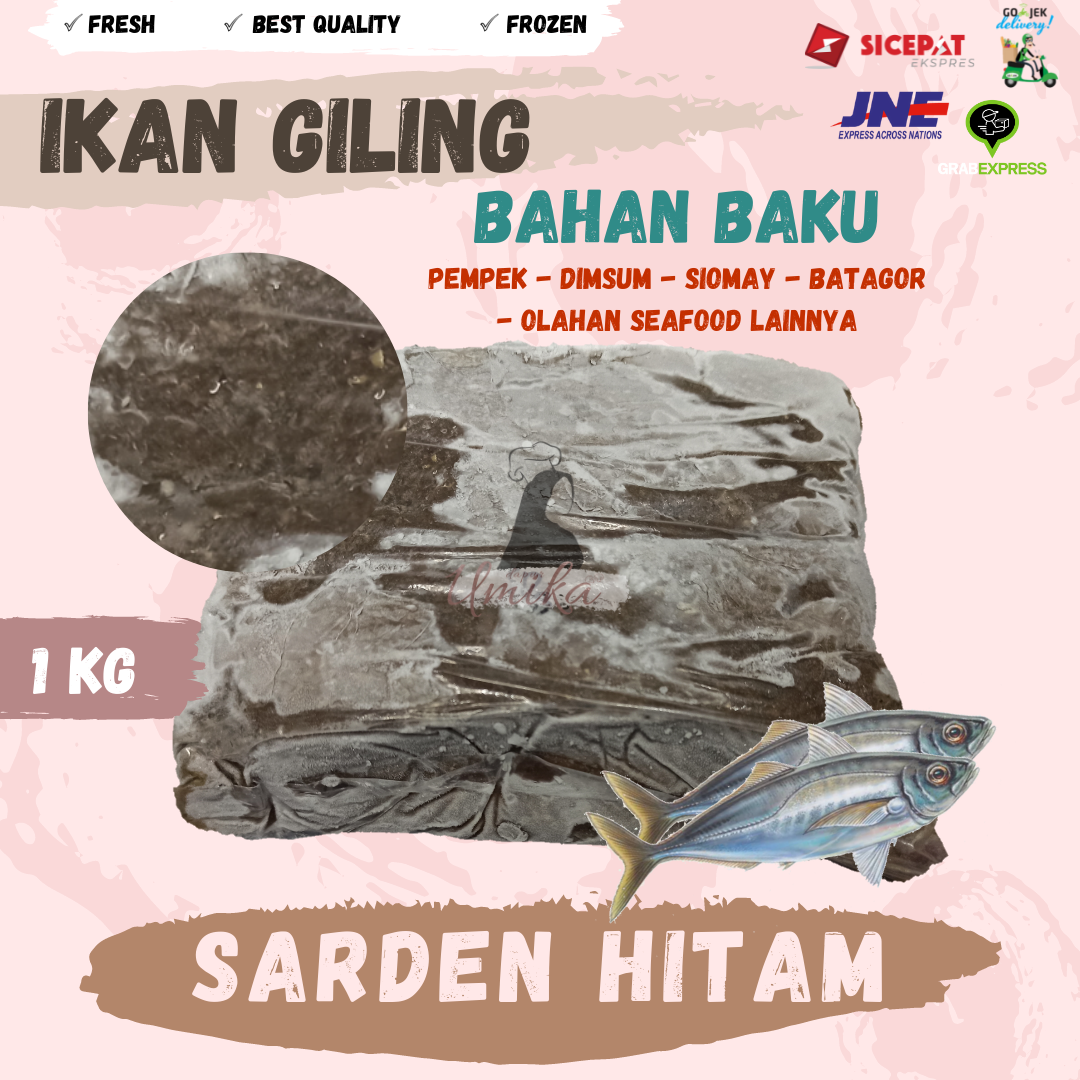 ✓ FRESH ✓ BEST QUALITY ✓ FROZEN
SICEPAT
EKSPRES
GO JEK
delivery!
JNE
EXPRESS ACROSS NATIONS
GRABEXPRESS
IKAN GILING
BAHAN BAKU
PEMPEK - DIMSUM - SIOMAY - BATAGOR
- OLAHAN SEAFOOD LAINNYA
Umika
1 KG
SARDEN HITAM